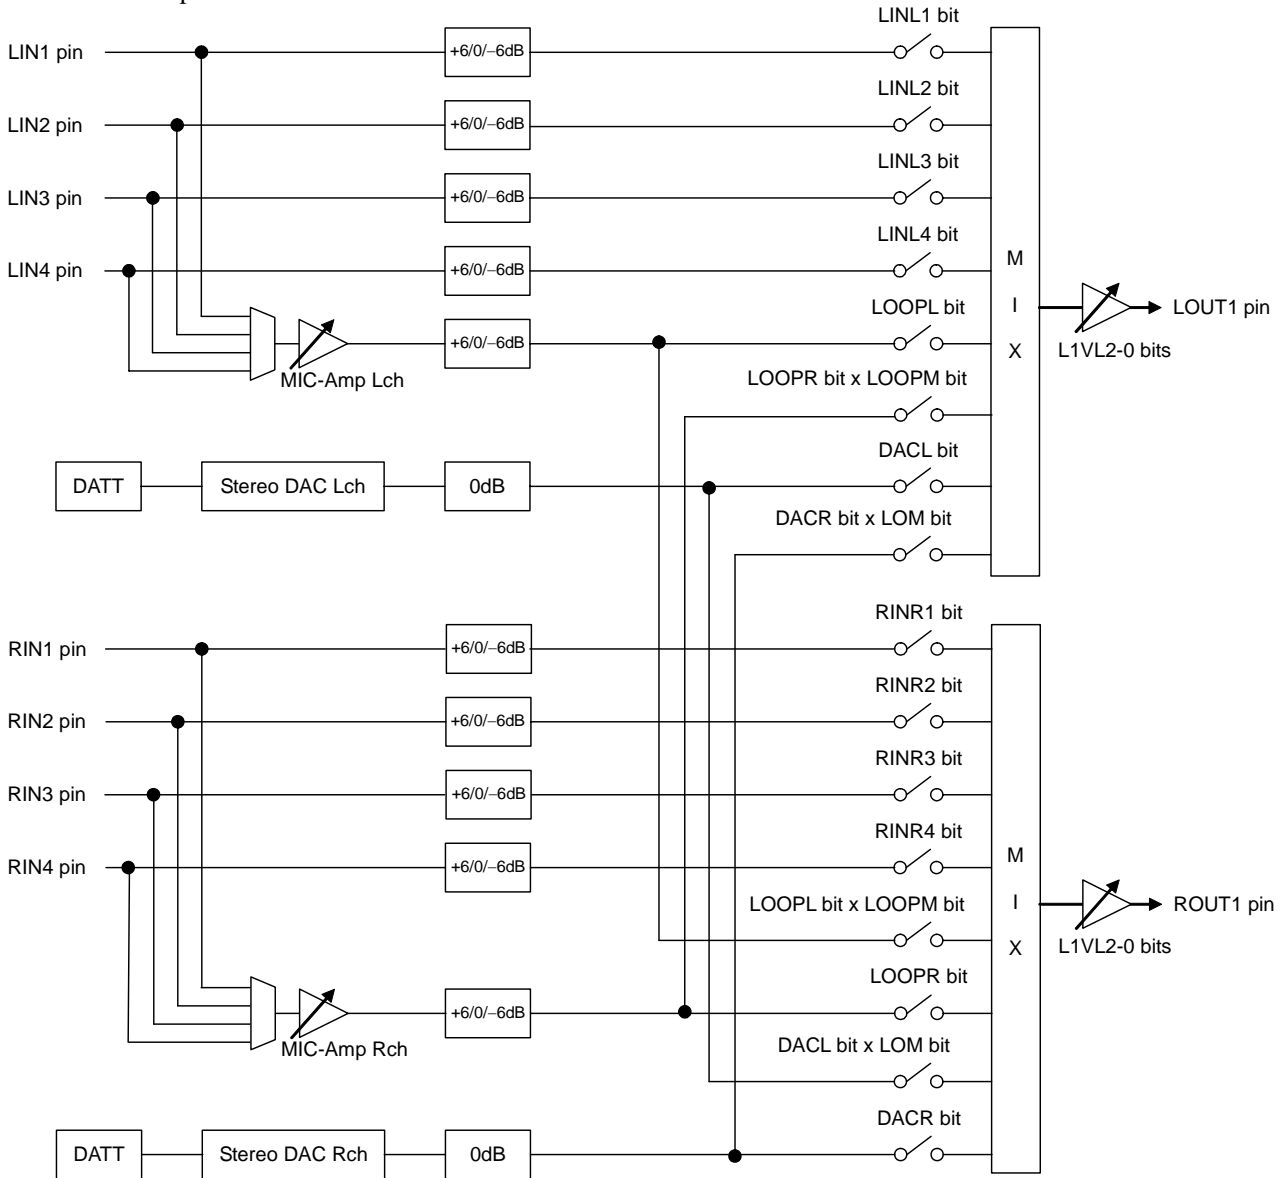 LINL1 bit
LIN1 pin
+6/0/−6dB
LINL2 bit
LIN2 pin
+6/0/−6dB
LINL3 bit
LIN3 pin
+6/0/−6dB
LINL4 bit
LIN4 pin
+6/0/−6dB
M
I
X
LOUT1 pin
L1VL2-0 bits
LOOPL bit
+6/0/−6dB
MIC-Amp Lch
LOOPR bit x LOOPM bit
DACL bit
DATT
Stereo DAC Lch
0dB
DACR bit x LOM bit
RINR1 bit
RIN1 pin
+6/0/−6dB
RINR2 bit
RIN2 pin
+6/0/−6dB
RINR3 bit
RIN3 pin
+6/0/−6dB
RINR4 bit
RIN4 pin
+6/0/−6dB
M
I
X
ROUT1 pin
L1VL2-0 bits
LOOPL bit x LOOPM bit
LOOPR bit
+6/0/−6dB
MIC-Amp Rch
DACL bit x LOM bit
DACR bit
DATT
Stereo DAC Rch
0dB